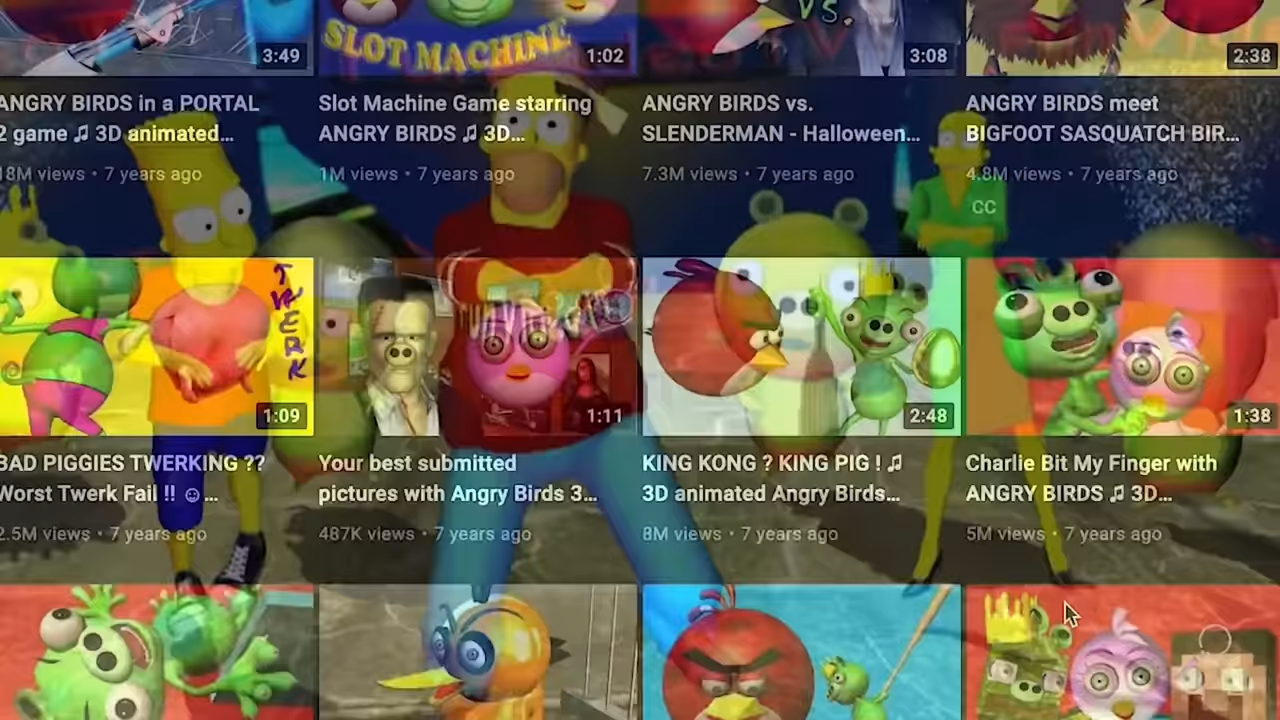 VS.
SLOT MACHINE
3:49
1:02
3:08
2:38
ANGRY BIRDS in a PORTAL
2 game ♫ 3D animated...
Slot Machine Game starring
ANGRY BIRDS ♫ 3D...
ANGRY BIRDS vs.
SLENDERMAN - Halloween...
ANGRY BIRDS meet
BIGFOOT SASQUATCH BIR...
18M views • 7 years ago
1M views • 7 years ago
7.3M views • 7 years ago
4.8M views • 7 years ago
CC
TWERK
1:09
1:11
2:48
1:38
BAD PIGGIES TWERKING ??
Worst Twerk Fail !! ☺...
Your best submitted
pictures with Angry Birds 3...
KING KONG ? KING PIG ! ♫
3D animated Angry Birds...
Charlie Bit My Finger with
ANGRY BIRDS ♫ 3D...
2.5M views • 7 years ago
487K views • 7 years ago
8M views • 7 years ago
5M views • 7 years ago